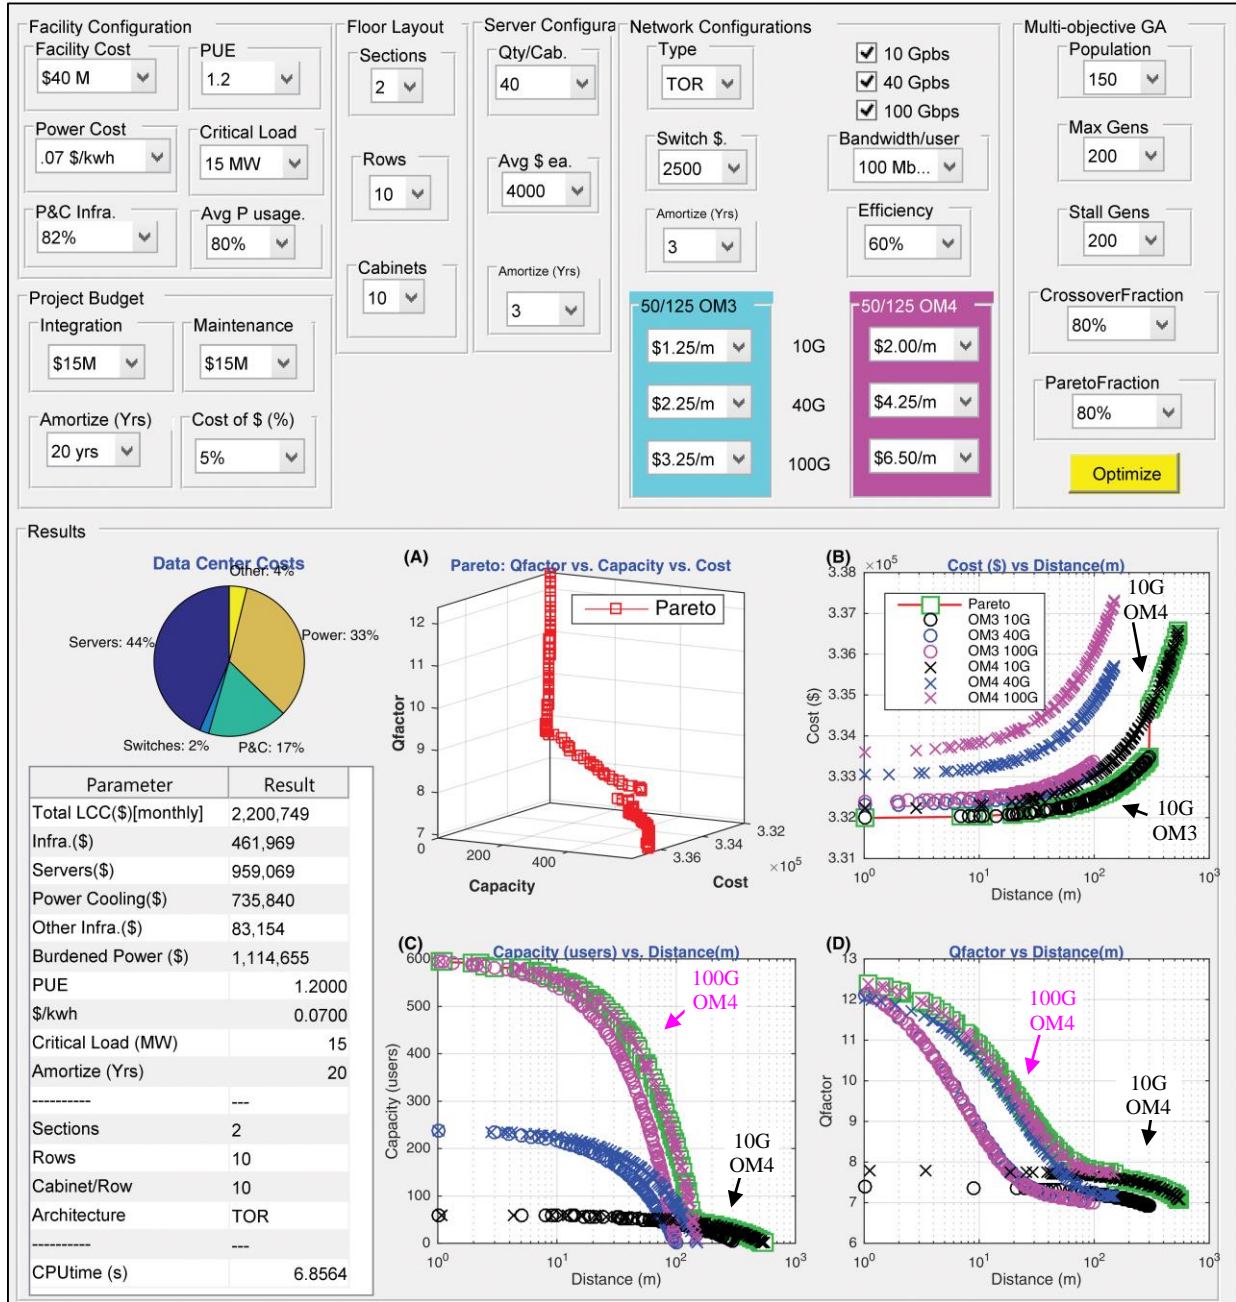 Facility Configuration
Facility Cost
$40 M
PUE
1.2
Power Cost
.07 $/kwh
Critical Load
15 MW
P&C Infra.
82%
Avg P usage.
80%
Project Budget
Integration
$15M
Maintenance
$15M
Amortize (Yrs)
20 yrs
Cost of $ (%)
5%
Floor Layout
Sections
2
Rows
10
Cabinets
10
Server Configura
Qty/Cab.
40
Avg $ ea.
4000
Amortize (Yrs)
3
Network Configurations
Type
TOR
10 Gpbs
40 Gpbs
100 Gbps
Switch $.
2500
Bandwidth/user
100 Mb...
Amortize (Yrs)
3
Efficiency
60%
50/125 OM3
$1.25/m
$2.25/m
$3.25/m
10G
40G
100G
50/125 OM4
$2.00/m
$4.25/m
$6.50/m
Multi-objective GA
Population
150
Max Gens
200
Stall Gens
200
CrossoverFraction
80%
ParetoFraction
80%
Optimize
Results
Data Center Costs
Other: 4%
Power: 33%
Servers: 44%
Switches: 2%
P&C: 17%
Parameter Result
Total LCC($)[monthly] 2,200,749
Infra.($) 461,969
Servers($) 959,069
Power Cooling($) 735,840
Other Infra.($) 83,154
Burdened Power ($) 1,114,655
PUE 1.2000
$/kwh 0.0700
Critical Load (MW) 15
Amortize (Yrs) 20
---------- ---
Sections 2
Rows 10
Cabinet/Row 10
Architecture TOR
---------- ---
CPUtime (s) 6.8564
(A)
Pareto: Qfactor vs. Capacity vs. Cost
Pareto
12
11
10
9
8
7
Qfactor
0
200
400
Capacity
3.36
3.34
3.32
×10⁵
Cost
(B)
Cost ($) vs Distance(m)
×10⁵
3.38
3.37
3.36
3.35
3.34
3.33
3.32
3.31
Cost ($)
Pareto
OM3 10G
OM3 40G
OM3 100G
OM4 10G
OM4 40G
OM4 100G
10G
OM4
10G
OM3
10⁰ 10¹ 10² 10³
Distance (m)
(C)
Capacity (users) vs. Distance(m)
600
500
400
300
200
100
0
Capacity (users)
100G
OM4
10G
OM4
10⁰ 10¹ 10² 10³
Distance (m)
(D)
Qfactor vs Distance(m)
13
12
11
10
9
8
7
6
Qfactor
100G
OM4
10G
OM4
10⁰ 10¹ 10² 10³
Distance (m)